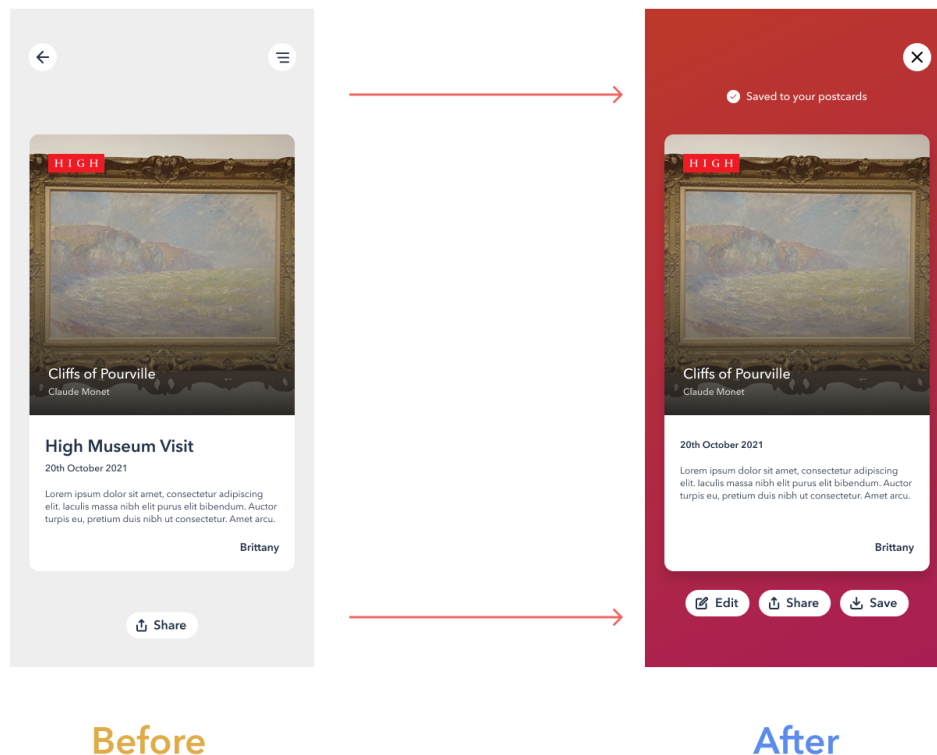 Saved to your postcards
HIGH
Cliffs of Pourville
Claude Monet
High Museum Visit
20th October 2021
Lorem ipsum dolor sit amet, consectetur adipiscing
elit. Iaculis massa nibh elit purus elit bibendum. Auctor
turpis eu, pretium duis nibh ut consectetur. Amet arcu.
Brittany
Share
HIGH
Cliffs of Pourville
Claude Monet
20th October 2021
Lorem ipsum dolor sit amet, consectetur adipiscing
elit. Iaculis massa nibh elit purus elit bibendum. Auctor
turpis eu, pretium duis nibh ut consectetur. Amet arcu.
Brittany
Edit
Share
Save
Before
After